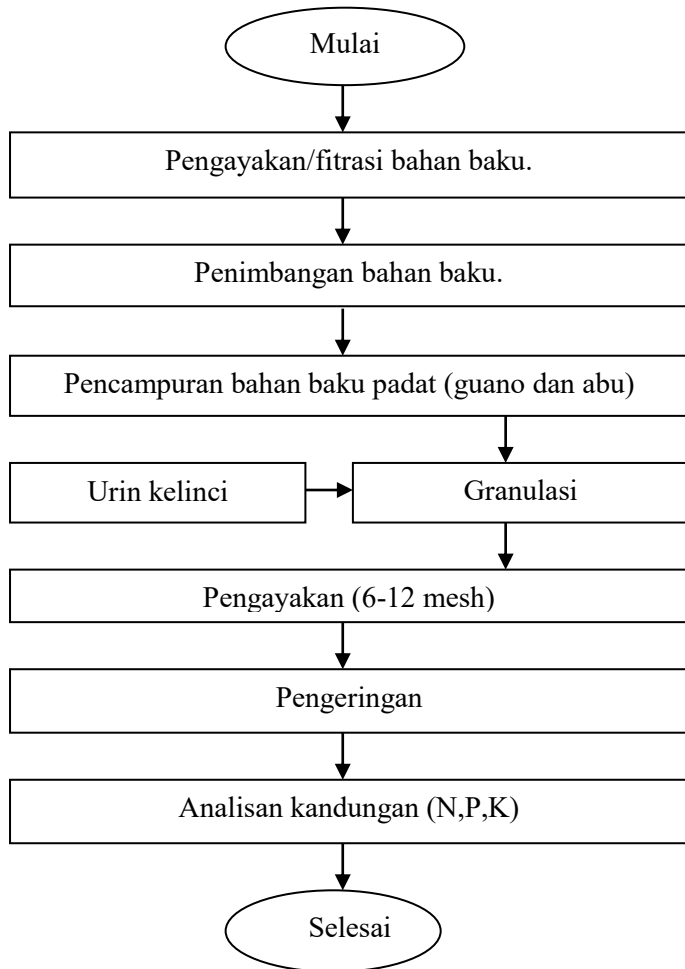 Mulai
Pengayakan/fitrasi bahan baku.
Penimbangan bahan baku.
Pencampuran bahan baku padat (guano dan abu)
Urin kelinci
Granulasi
Pengayakan (6-12 mesh)
Pengeringan
Analisan kandungan (N,P,K)
Selesai